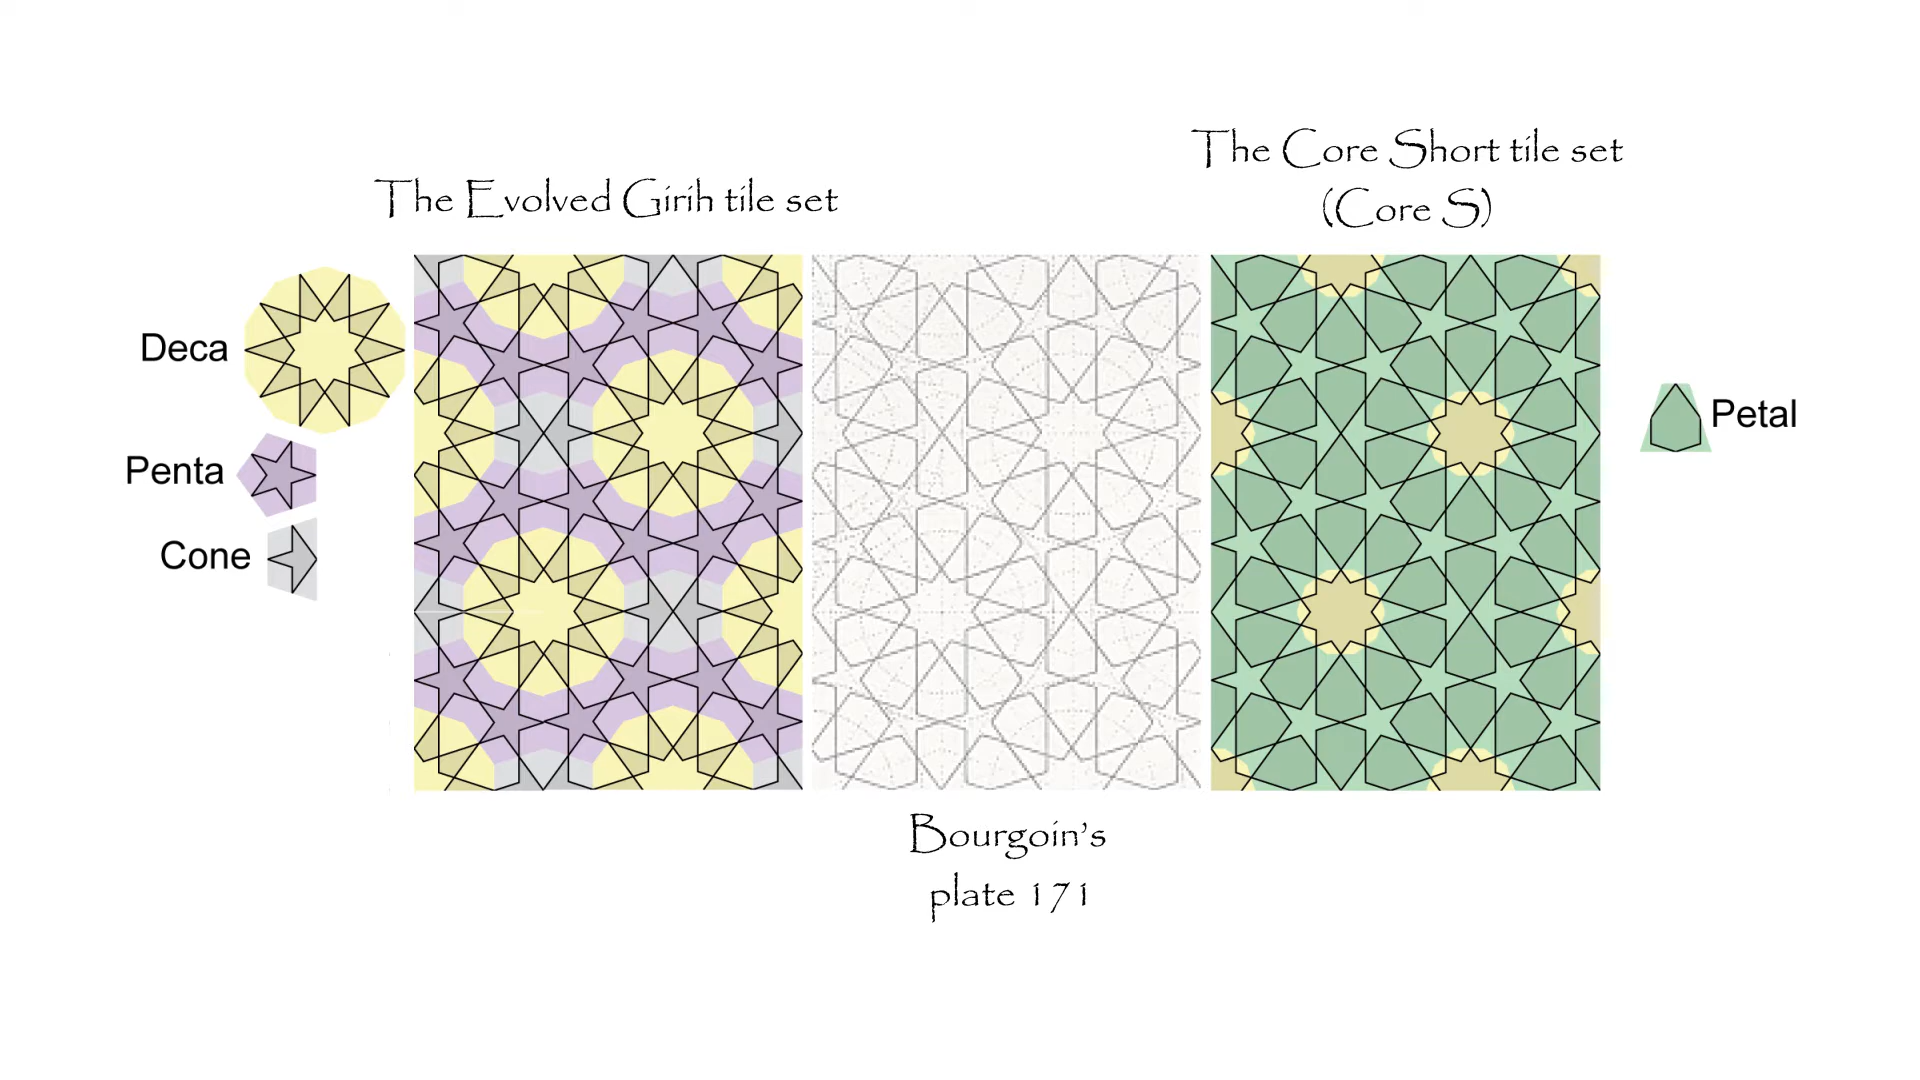 The Evolved Girih tile set
The Core Short tile set
(Core S)
Deca
Penta
Cone
Petal
Bourgoin's
plate 171